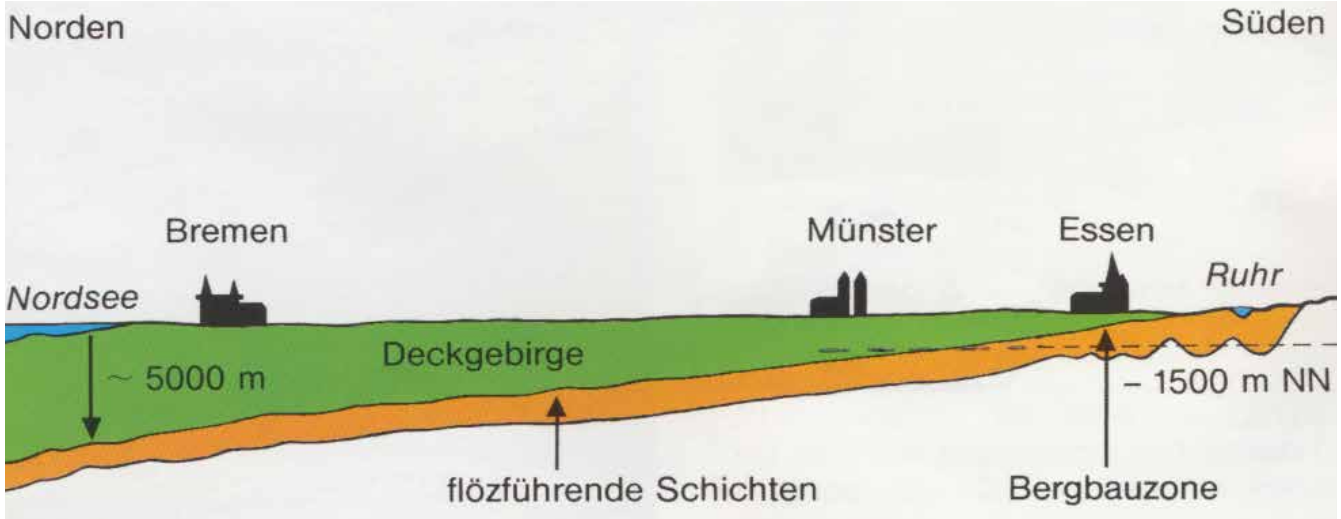 Norden
Süden
Bremen
Münster
Essen
Nordsee
Ruhr
Deckgebirge
~ 5000 m
– 1500 m NN
flözführende Schichten
Bergbauzone